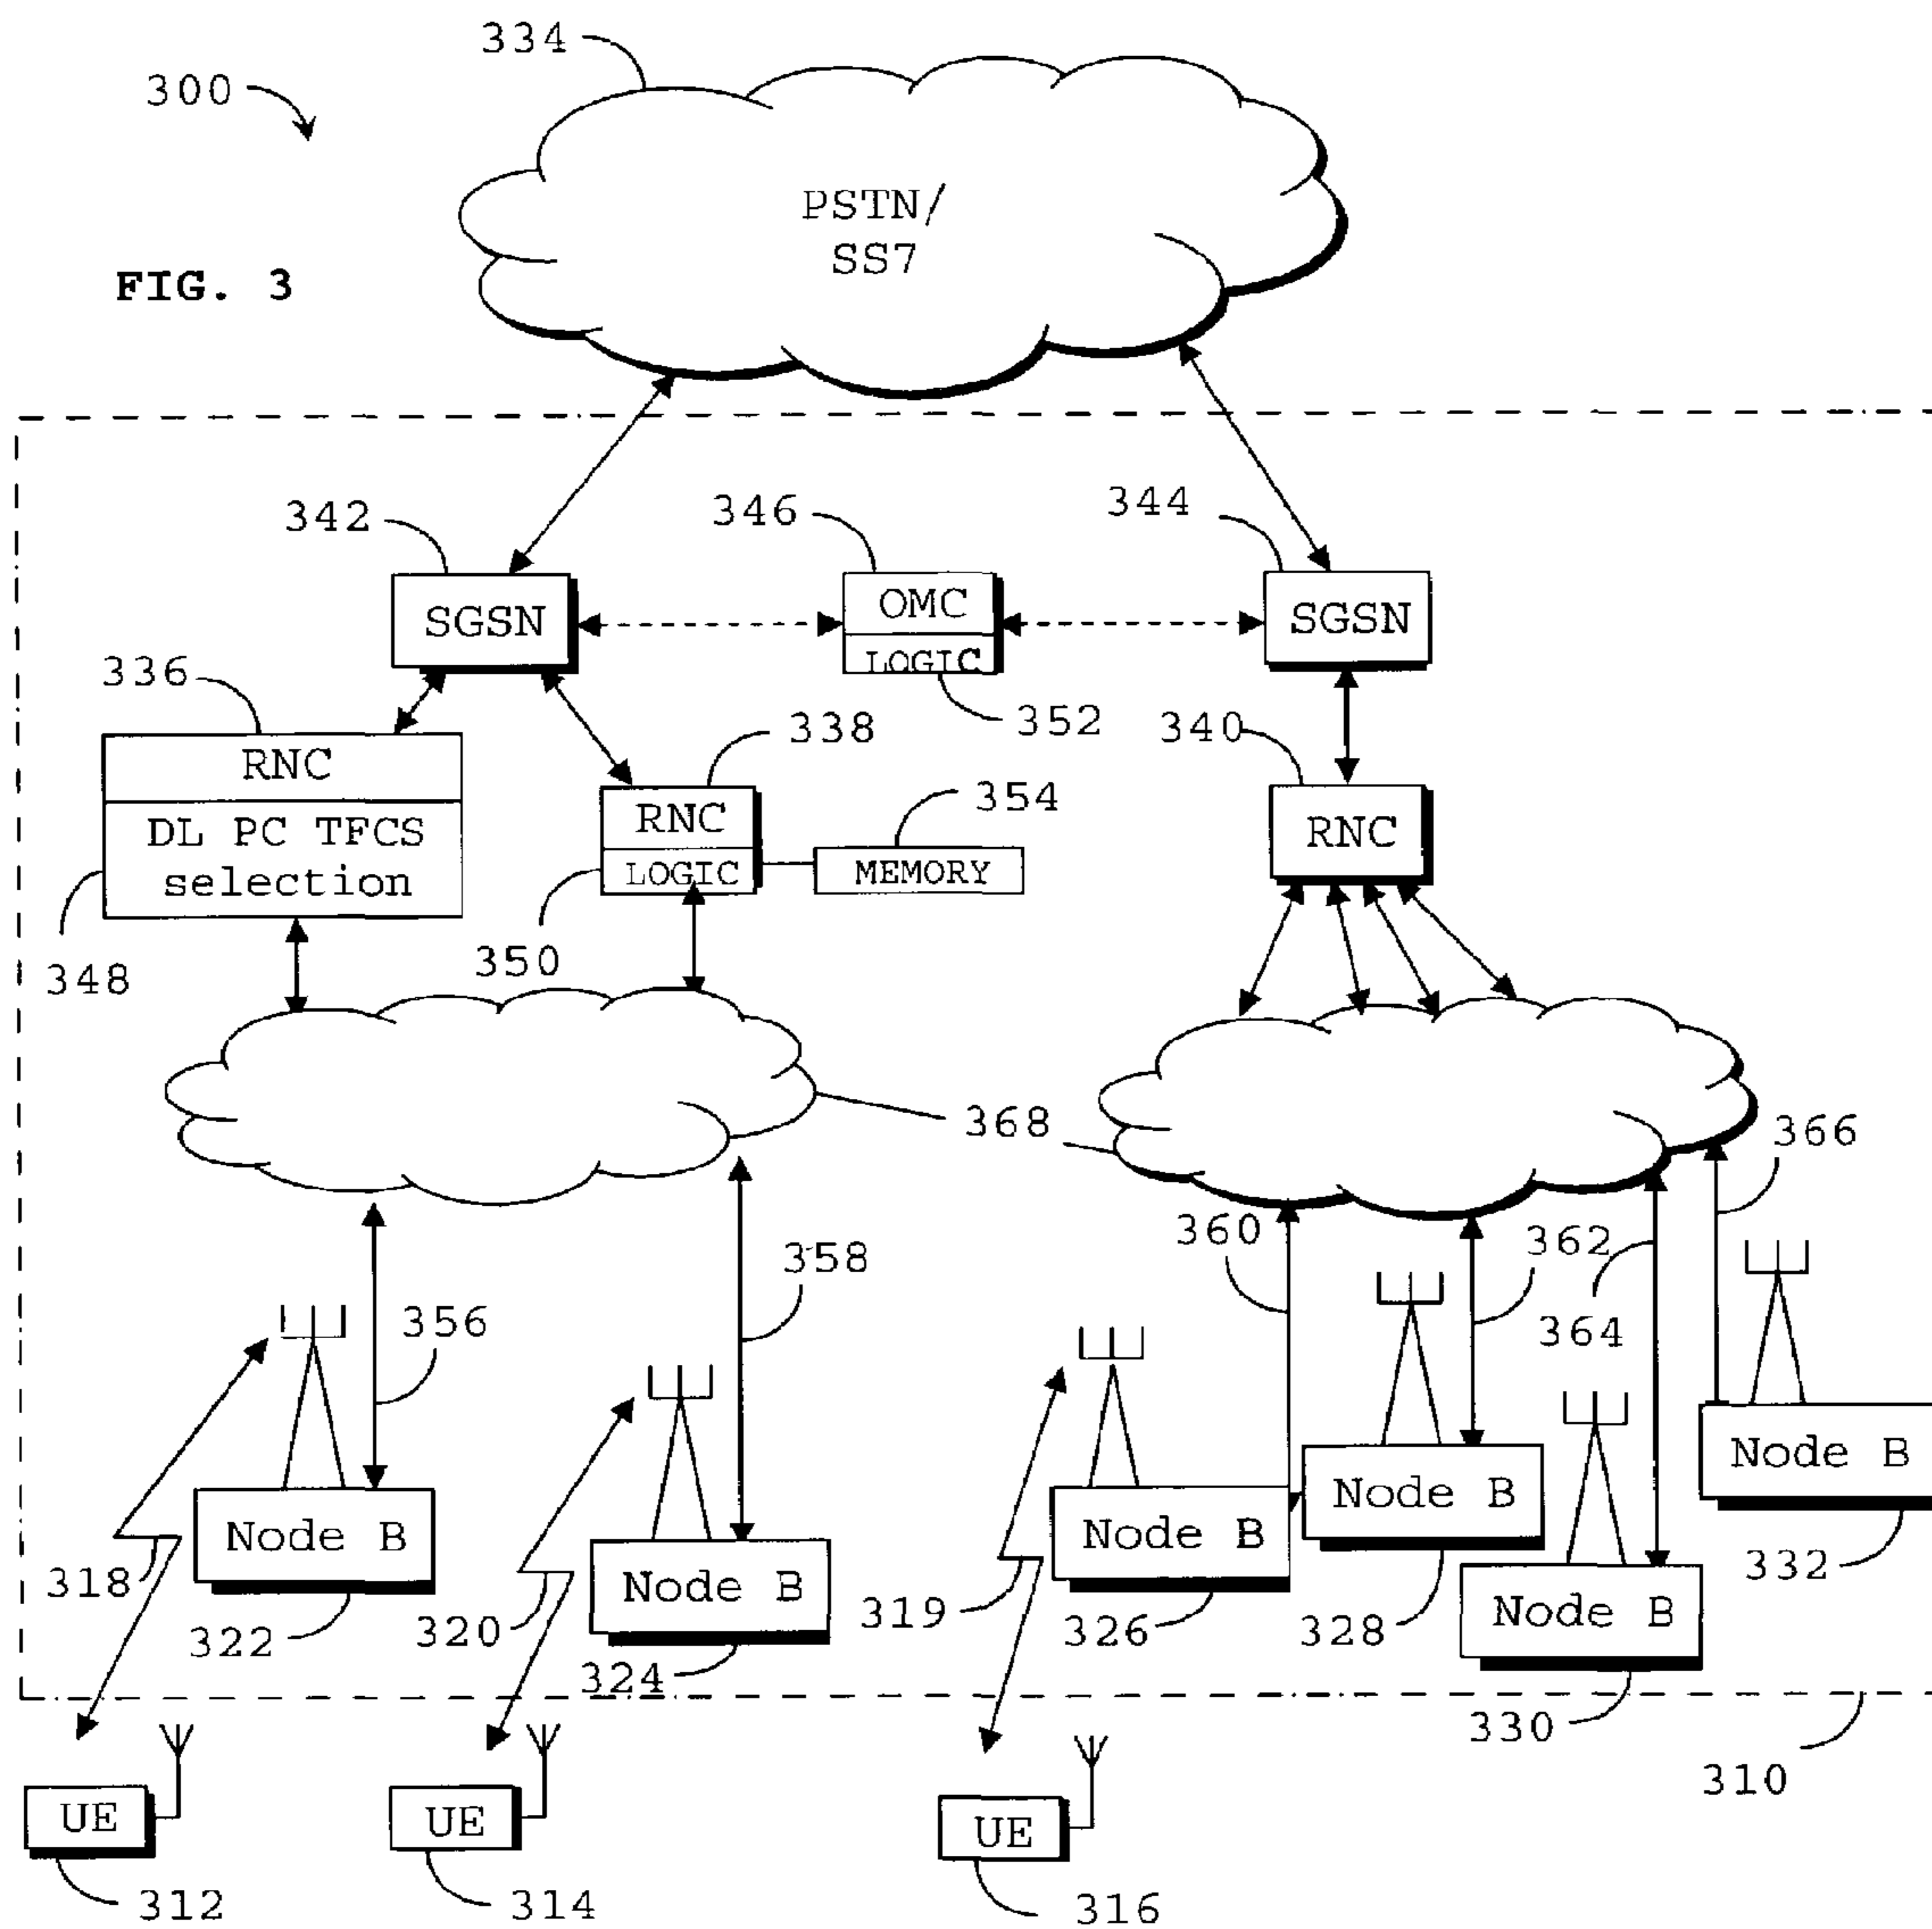 334
300
PSTN/
SS7
FIG. 3
342
346
344
SGSN
OMC
LOGIC
SGSN
336
352
338
340
RNC
DL PC TFCS
selection
354
RNC
LOGIC
MEMORY
RNC
348
350
368
366
360
362
358
364
356
Node B
Node B
Node B
Node B
Node B
Node B
318
322
320
324
319
326
328
332
330
310
UE
UE
UE
312
314
316